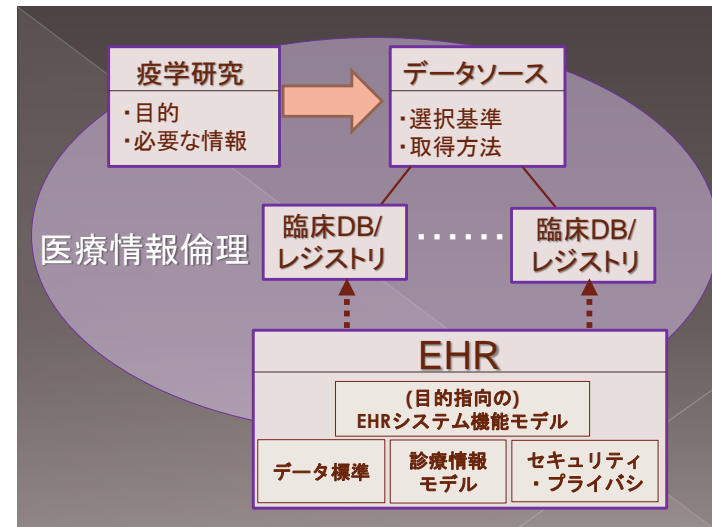 疫学研究
・目的
・必要な情報
データソース
・選択基準
・取得方法
医療情報倫理
臨床DB/
レジストリ
......
臨床DB/
レジストリ
EHR
(目的指向の)
EHRシステム機能モデル
データ標準
診療情報
モデル
セキュリティ
・プライバシ